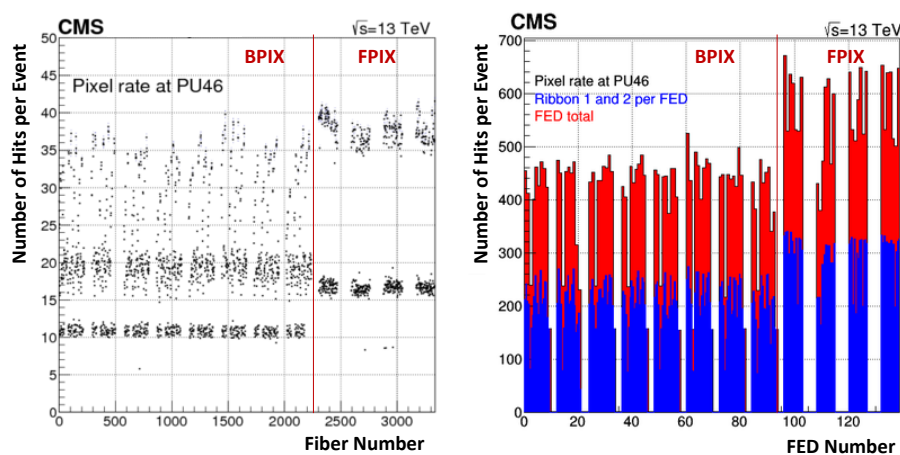 CMS
√s=13 TeV
BPIX
FPIX
Pixel rate at PU46
Number of Hits per Event
50
45
40
35
30
25
20
15
10
5
0
0
500
1000
1500
2000
2500
3000
Fiber Number
CMS
√s=13 TeV
BPIX
FPIX
Pixel rate at PU46
Ribbon 1 and 2 per FED
FED total
Number of Hits per Event
700
600
500
400
300
200
100
0
0
20
40
60
80
100
120
FED Number